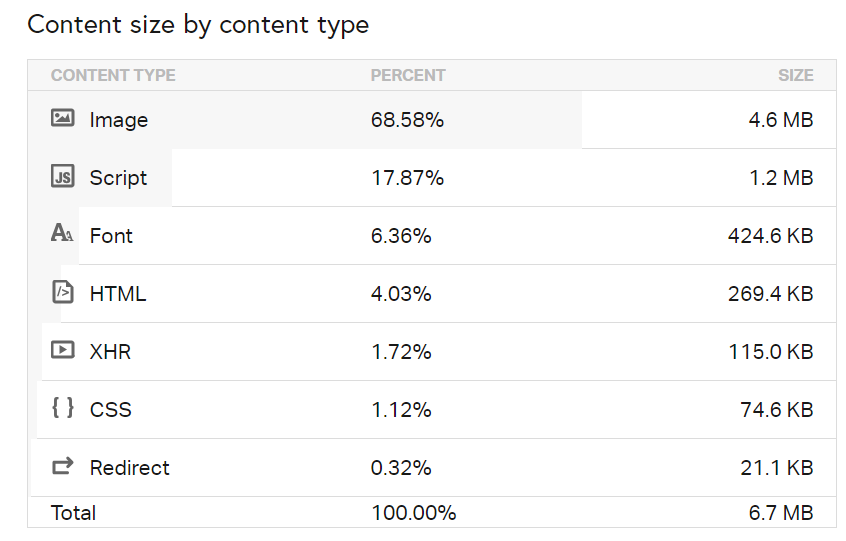 Content size by content type
CONTENT TYPE PERCENT SIZE
Image 68.58% 4.6 MB
JS Script 17.87% 1.2 MB
AA Font 6.36% 424.6 KB
</> HTML 4.03% 269.4 KB
XHR 1.72% 115.0 KB
{ } CSS 1.12% 74.6 KB
Redirect 0.32% 21.1 KB
Total 100.00% 6.7 MB